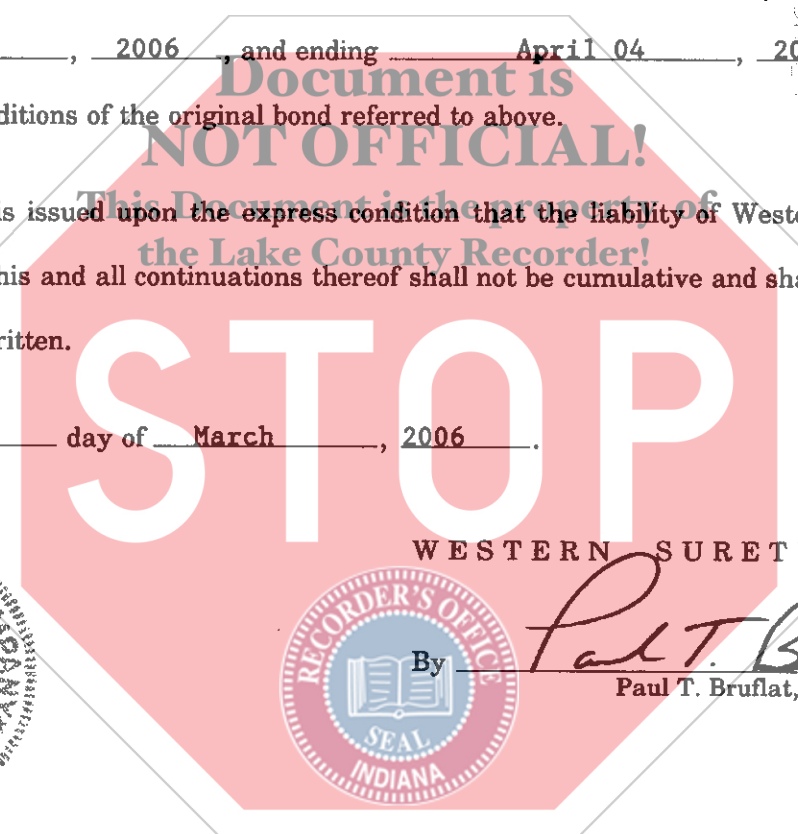 , 2006 , and ending April 04 , 20
Document is
ditions of the original bond referred to above.
NOT OFFICIAL!
is issued upon the express condition that the liability of Weste
This Document is the property of
the Lake County Recorder!
his and all continuations thereof shall not be cumulative and sha
ritten.
STOP
day of March , 2006 .
WESTERN SURET
RECORDER'S OFFICE
SEAL
INDIANA
By Paul T. B
Paul T. Bruflat,